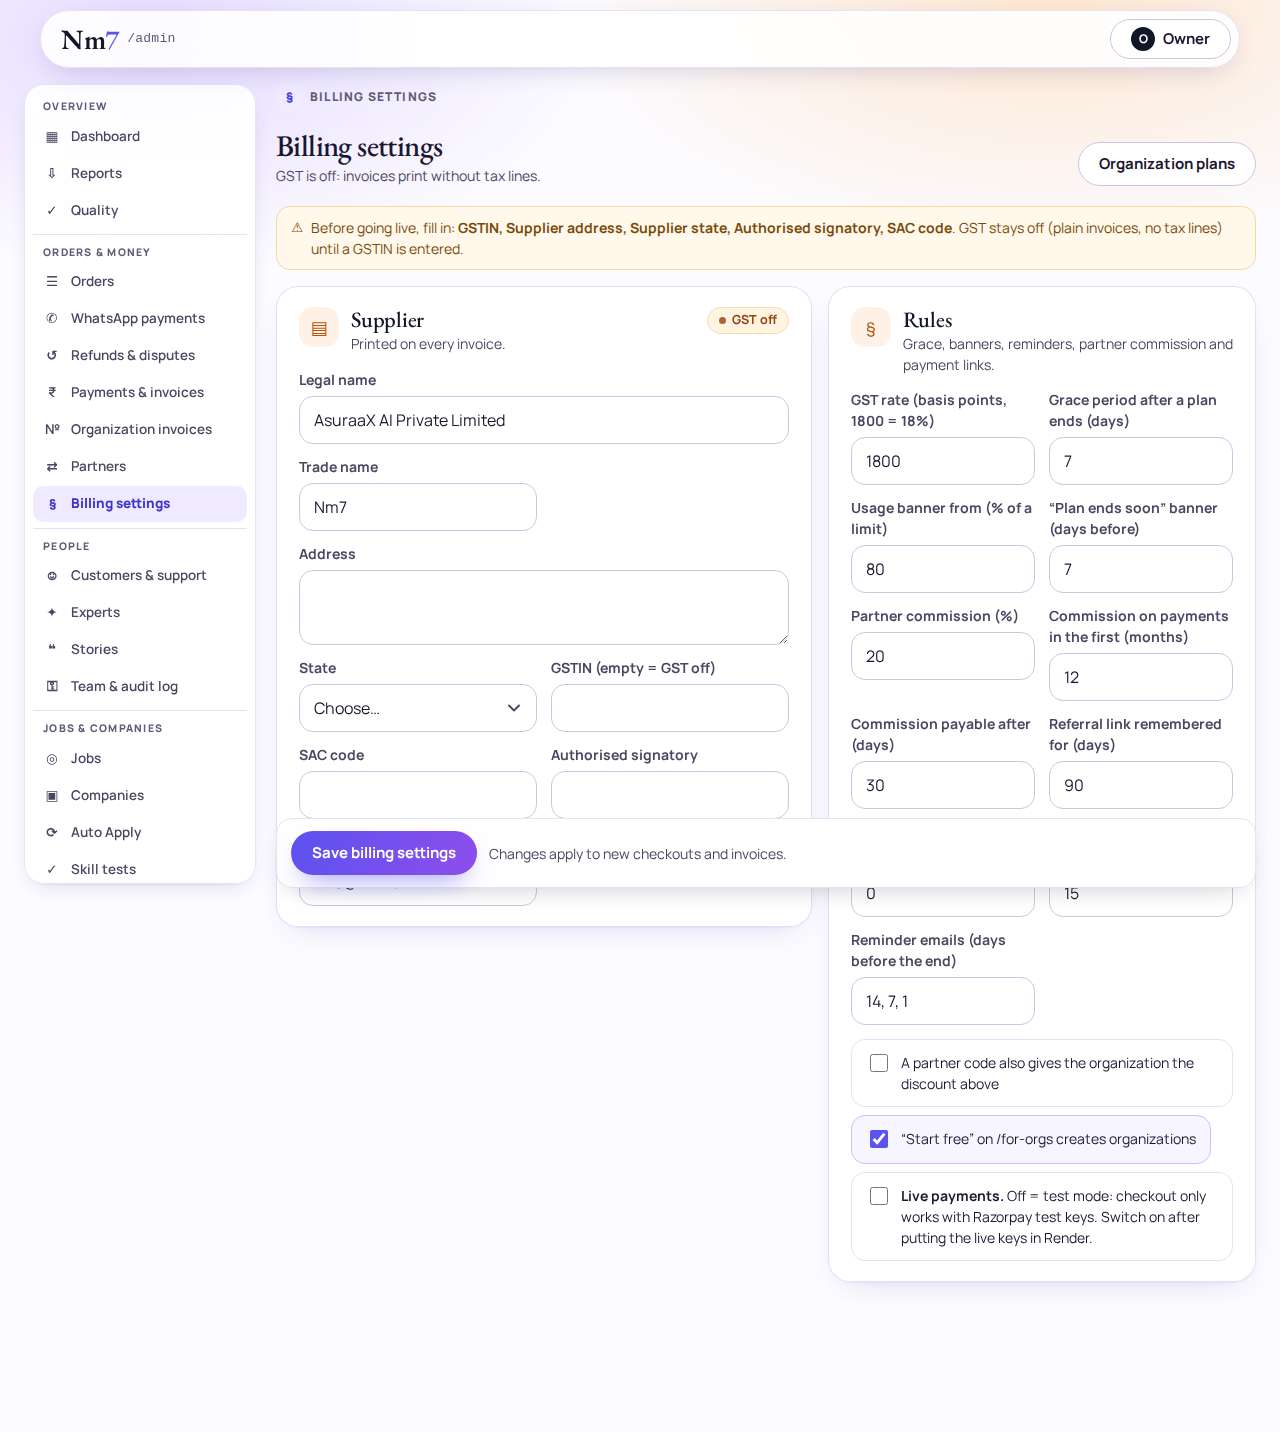 Nm7 /admin
O Owner
OVERVIEW
Dashboard
Reports
Quality
ORDERS & MONEY
Orders
WhatsApp payments
Refunds & disputes
₹ Payments & invoices
Nº Organization invoices
Partners
§ Billing settings
PEOPLE
Customers & support
Experts
Stories
Team & audit log
JOBS & COMPANIES
Jobs
Companies
Auto Apply
Skill tests
§ BILLING SETTINGS
Billing settings
GST is off: invoices print without tax lines.
Organization plans
⚠ Before going live, fill in: GSTIN, Supplier address, Supplier state, Authorised signatory, SAC code. GST stays off (plain invoices, no tax lines)
until a GSTIN is entered.
Supplier
Printed on every invoice.
GST off
Legal name
AsuraaX AI Private Limited
Trade name
Nm7
Address
State
GSTIN (empty = GST off)
Choose…
SAC code
Authorised signatory
§ Rules
Grace, banners, reminders, partner commission and
payment links.
GST rate (basis points,
1800 = 18%)
Grace period after a plan
ends (days)
1800
7
Usage banner from (% of a
limit)
“Plan ends soon” banner
(days before)
80
7
Partner commission (%)
Commission on payments
in the first (months)
20
12
Commission payable after
(days)
Referral link remembered
for (days)
30
90
Save billing settings
Changes apply to new checkouts and invoices.
0
15
Reminder emails (days
before the end)
14, 7, 1
A partner code also gives the organization the
discount above
“Start free” on /for-orgs creates organizations
Live payments. Off = test mode: checkout only
works with Razorpay test keys. Switch on after
putting the live keys in Render.